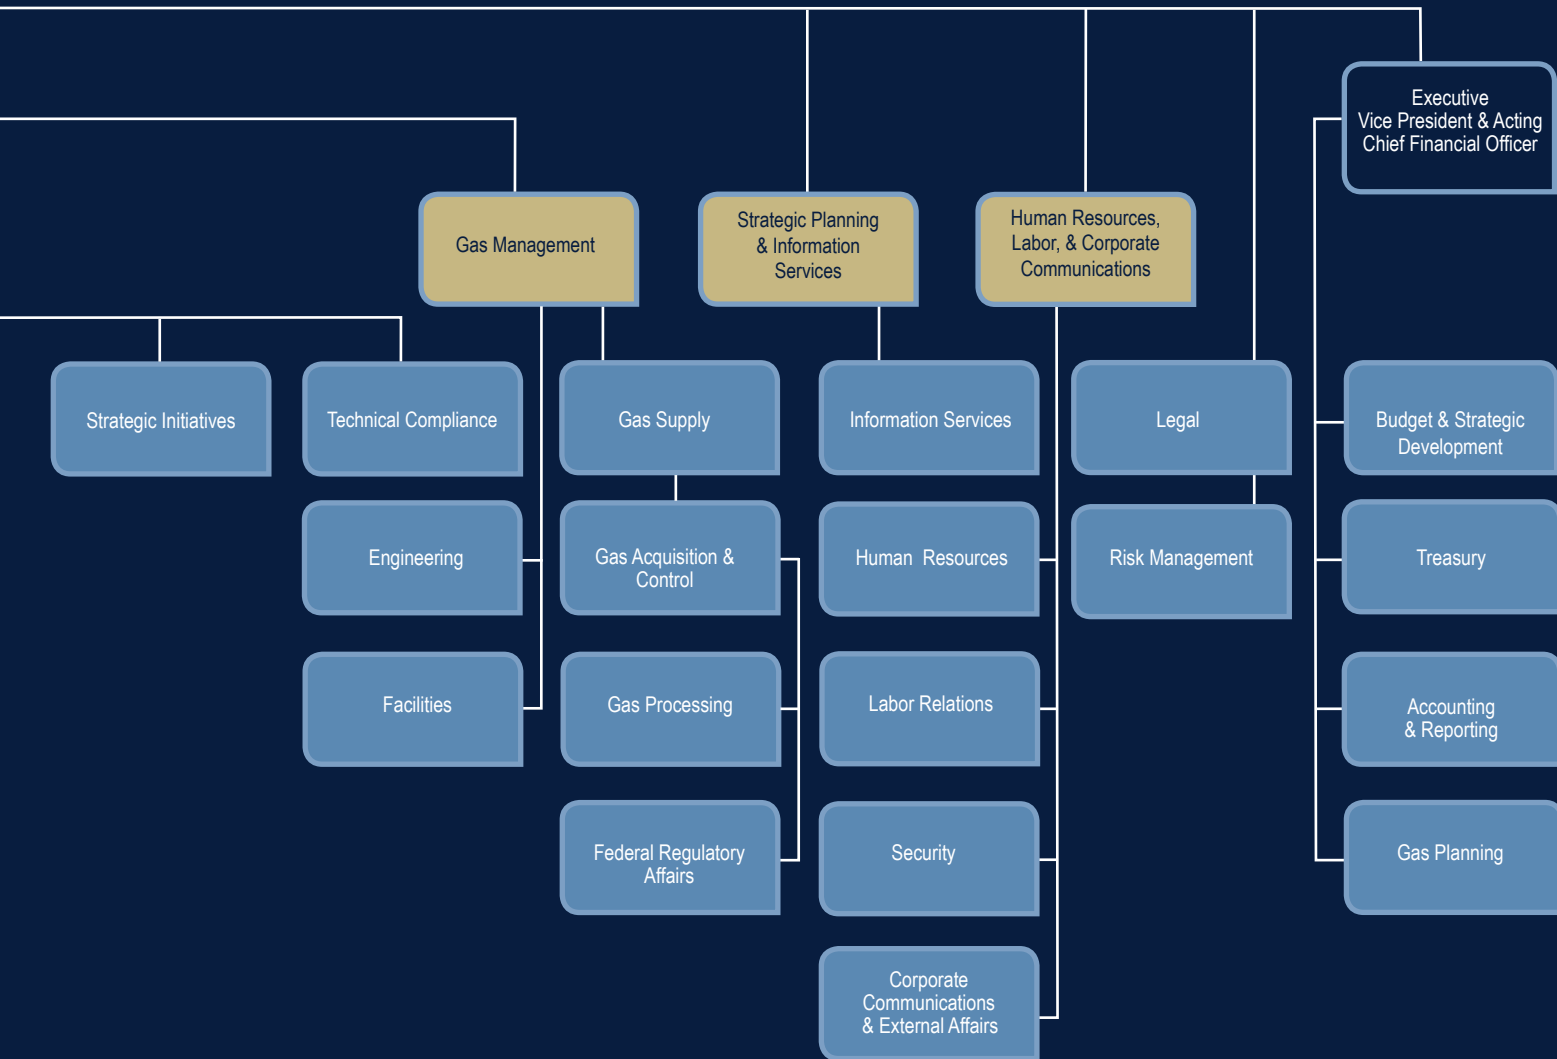 Executive
Vice President & Acting
Chief Financial Officer
Gas Management
Strategic Planning
& Information
Services
Human Resources,
Labor, & Corporate
Communications
Strategic Initiatives
Technical Compliance
Gas Supply
Information Services
Legal
Budget & Strategic
Development
Engineering
Gas Acquisition &
Control
Human Resources
Risk Management
Treasury
Facilities
Gas Processing
Labor Relations
Accounting
& Reporting
Federal Regulatory
Affairs
Security
Gas Planning
Corporate
Communications
& External Affairs